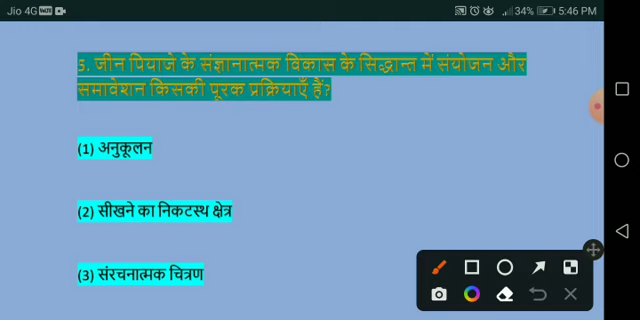 Jio 4G VoLTE 34% 5:46 PM
5. जीन पियाजे के संज्ञानात्मक विकास के सिद्धान्त में संयोजन और
समावेशन किसकी पूरक प्रक्रियाएँ हैं?
(1) अनुकूलन
(2) सीखने का निकटस्थ क्षेत्र
(3) संरचनात्मक चित्रण